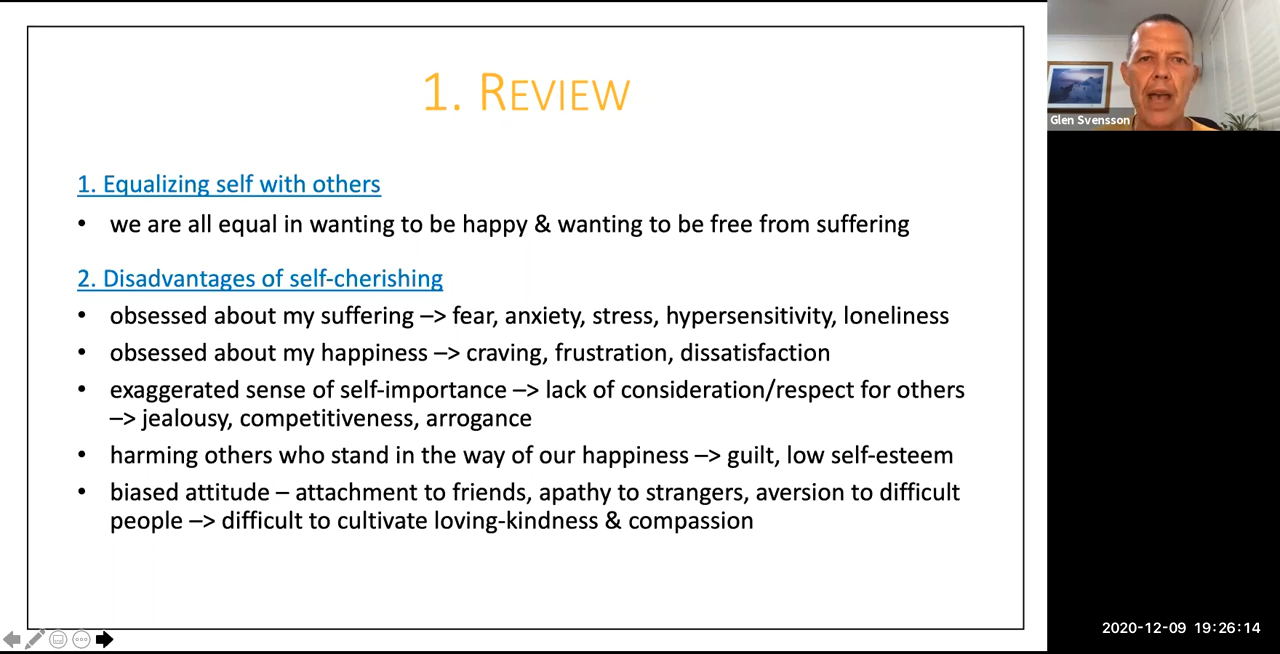 1. REVIEW
1. Equalizing self with others
• we are all equal in wanting to be happy & wanting to be free from suffering
2. Disadvantages of self-cherishing
• obsessed about my suffering –> fear, anxiety, stress, hypersensitivity, loneliness
• obsessed about my happiness –> craving, frustration, dissatisfaction
• exaggerated sense of self-importance –> lack of consideration/respect for others
–> jealousy, competitiveness, arrogance
• harming others who stand in the way of our happiness –> guilt, low self-esteem
• biased attitude – attachment to friends, apathy to strangers, aversion to difficult
people –> difficult to cultivate loving-kindness & compassion
Glen Svensson
2020-12-09 19:26:14